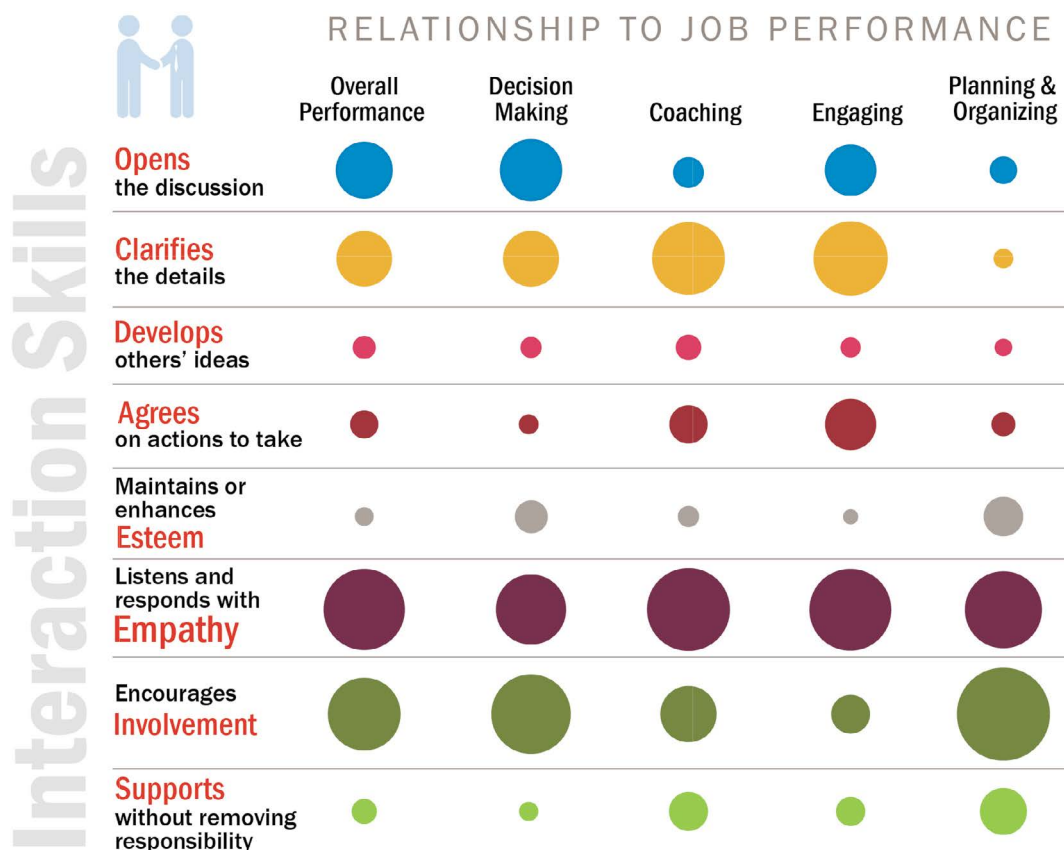 RELATIONSHIP TO JOB PERFORMANCE
Overall
Performance
Decision
Making
Coaching
Engaging
Planning &
Organizing
Interaction Skills
Opens
the discussion
Clarifies
the details
Develops
others’ ideas
Agrees
on actions to take
Maintains or
enhances
Esteem
Listens and
responds with
Empathy
Encourages
Involvement
Supports
without removing
responsibility